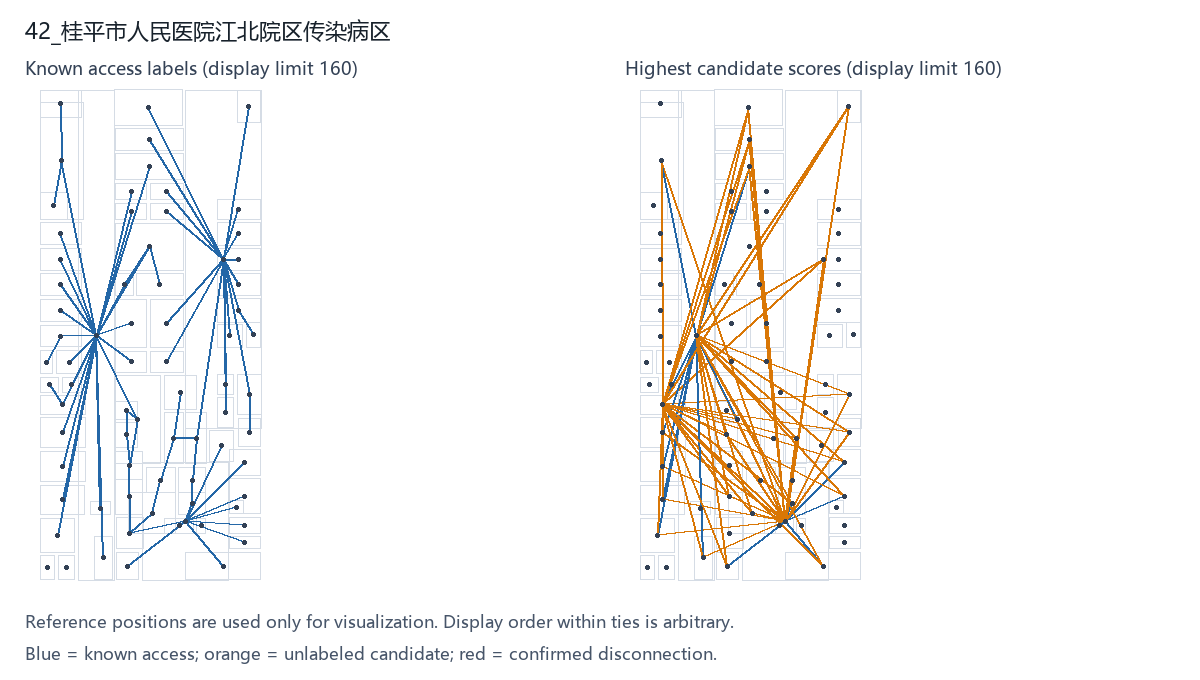 42_桂平市人民医院江北院区传染病区
Known access labels (display limit 160)
Highest candidate scores (display limit 160)
Reference positions are used only for visualization. Display order within ties is arbitrary.
Blue = known access; orange = unlabeled candidate; red = confirmed disconnection.